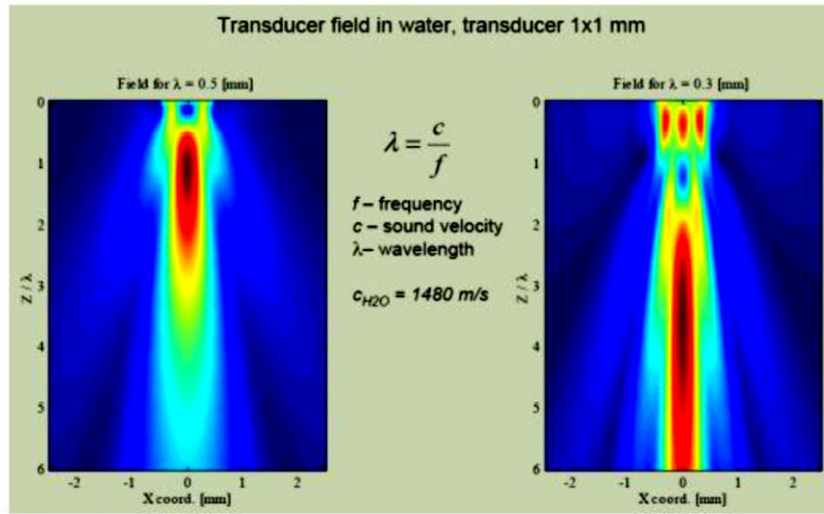 Transducer field in water, transducer 1x1 mm
Field for λ = 0.5 [mm]
0
1
2
3
4
5
6
Z / λ
-2
-1
0
1
2
X coord. [mm]
λ = c / f
f – frequency
c – sound velocity
λ– wavelength
c_H2O = 1480 m/s
Field for λ = 0.3 [mm]
0
1
2
3
4
5
6
Z / λ
-2
-1
0
1
2
X coord. [mm]